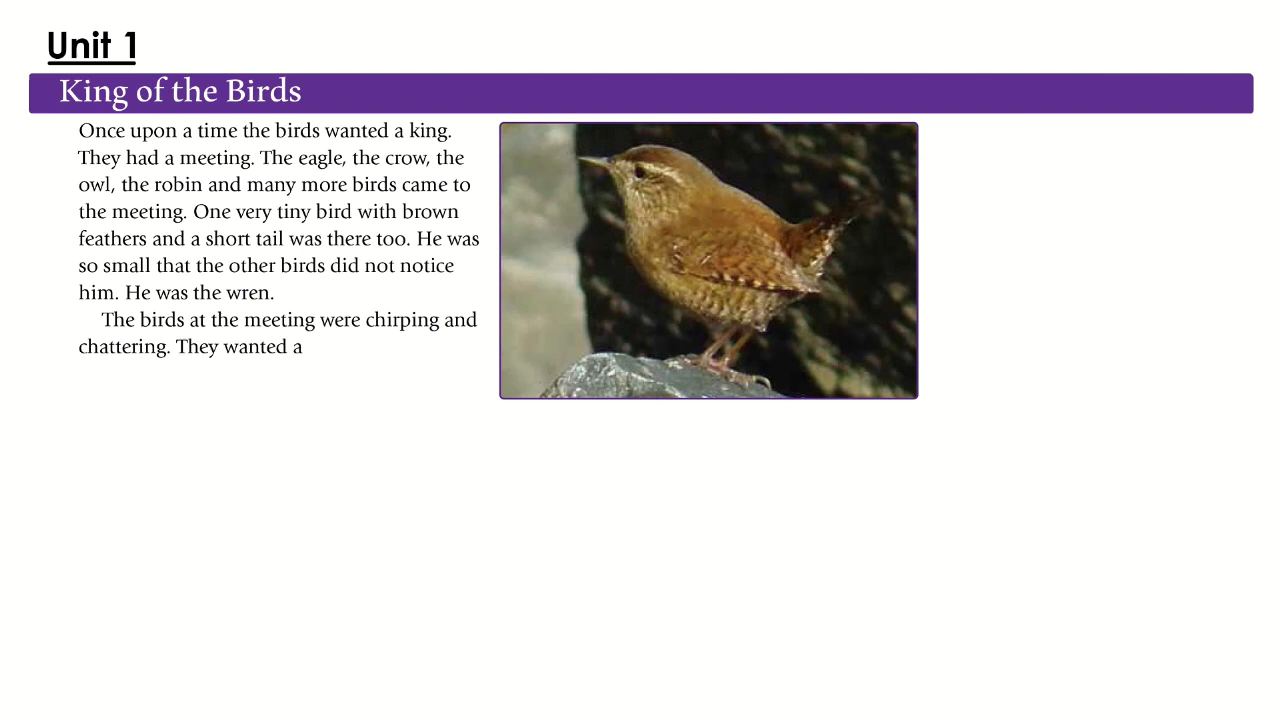 Unit 1
King of the Birds
Once upon a time the birds wanted a king.
They had a meeting. The eagle, the crow, the
owl, the robin and many more birds came to
the meeting. One very tiny bird with brown
feathers and a short tail was there too. He was
so small that the other birds did not notice
him. He was the wren.
The birds at the meeting were chirping and
chattering. They wanted a